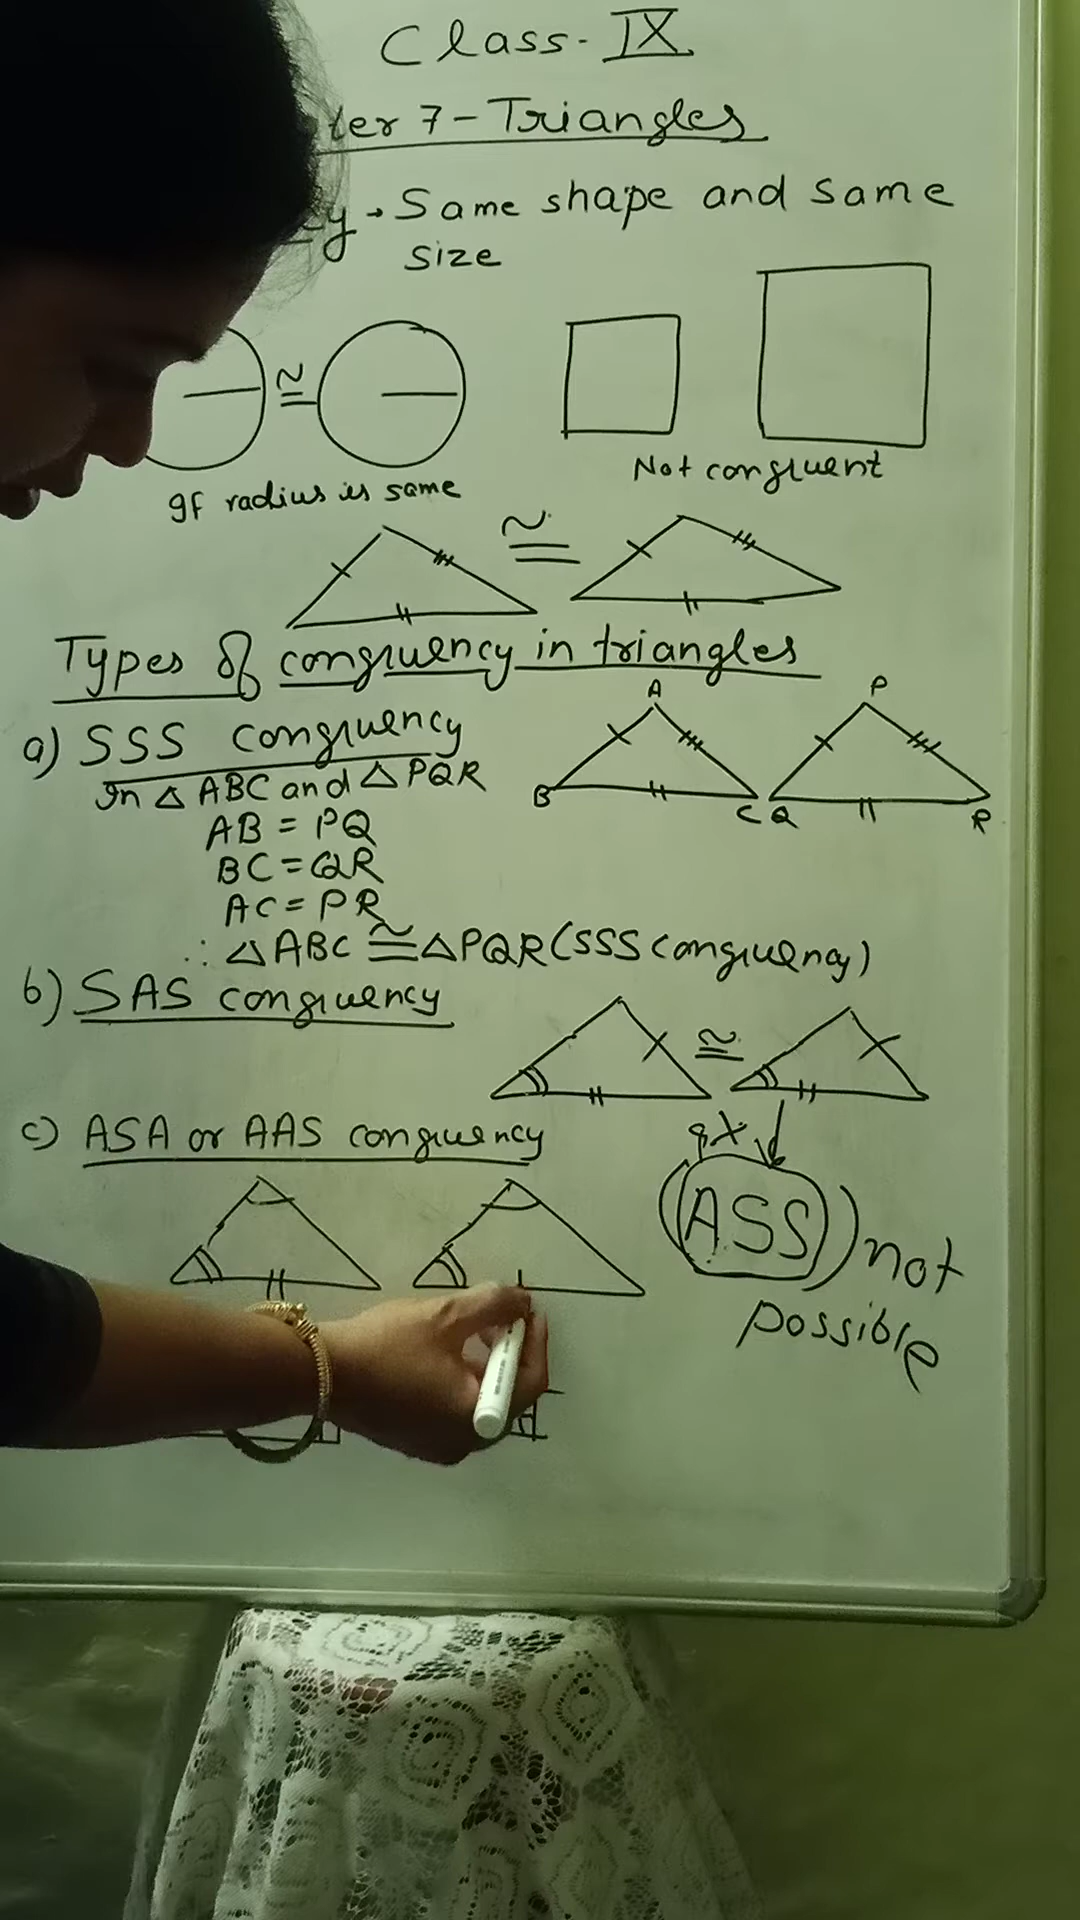 Class-IX
ter 7-Triangles
y → Same shape and same
size
≅
Not congruent
If radius is same
≅
Types of congruency in triangles
A
P
a) SSS congruency
In △ ABC and △ PQR
B
C
Q
R
AB = PQ
BC = QR
AC = PR
∴ △ABC ≅ △PQR (SSS congruency)
b) SAS congruency
≅
c) ASA or AAS congruency
(ASS) not
possible